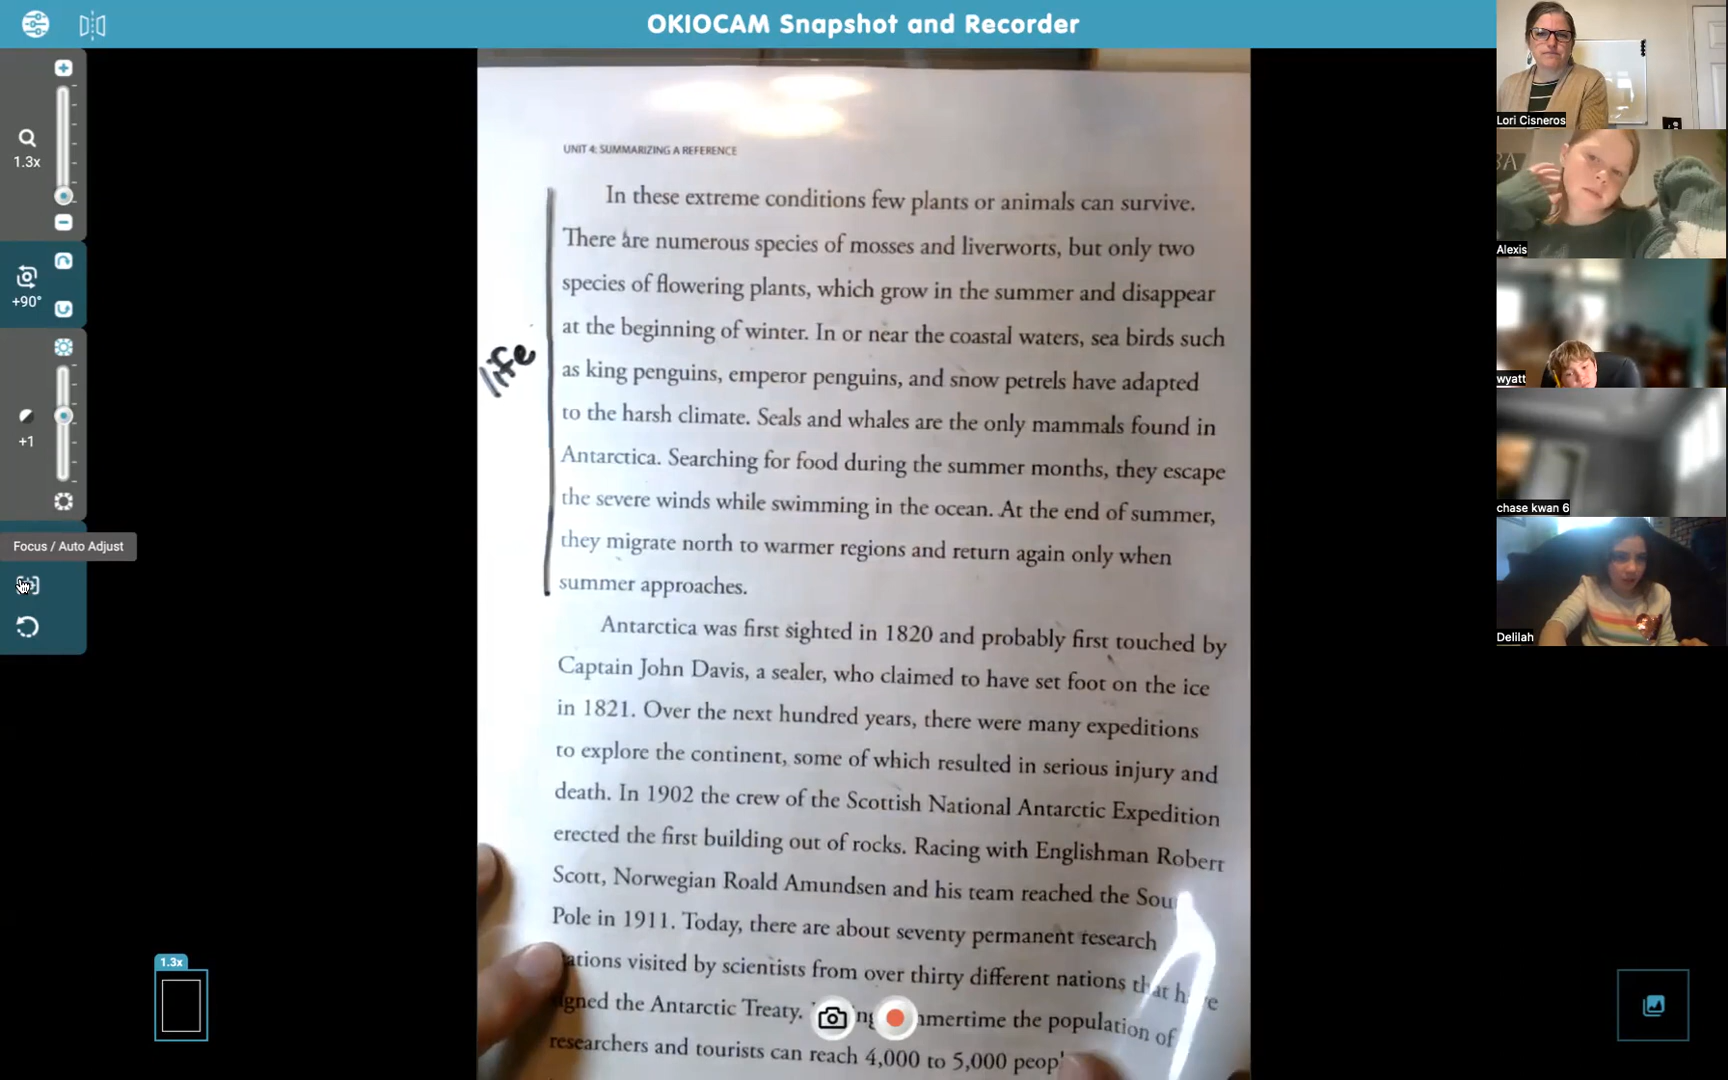 OKIOCAM Snapshot and Recorder
1.3x
+90°
+1
Focus / Auto Adjust
1.3x
UNIT 4: SUMMARIZING A REFERENCE
In these extreme conditions few plants or animals can survive.
There are numerous species of mosses and liverworts, but only two
species of flowering plants, which grow in the summer and disappear
at the beginning of winter. In or near the coastal waters, sea birds such
as king penguins, emperor penguins, and snow petrels have adapted
to the harsh climate. Seals and whales are the only mammals found in
Antarctica. Searching for food during the summer months, they escape
the severe winds while swimming in the ocean. At the end of summer,
they migrate north to warmer regions and return again only when
summer approaches.
life
Antarctica was first sighted in 1820 and probably first touched by
Captain John Davis, a sealer, who claimed to have set foot on the ice
in 1821. Over the next hundred years, there were many expeditions
to explore the continent, some of which resulted in serious injury and
death. In 1902 the crew of the Scottish National Antarctic Expedition
erected the first building out of rocks. Racing with Englishman Robert
Scott, Norwegian Roald Amundsen and his team reached the Sou
Pole in 1911. Today, there are about seventy permanent research
ations visited by scientists from over thirty different nations that have
igned the Antarctic Treaty. mmertime the population of
researchers and tourists can reach 4,000 to 5,000 peop
Lori Cisneros
Alexis
wyatt
chase kwan 6
Delilah